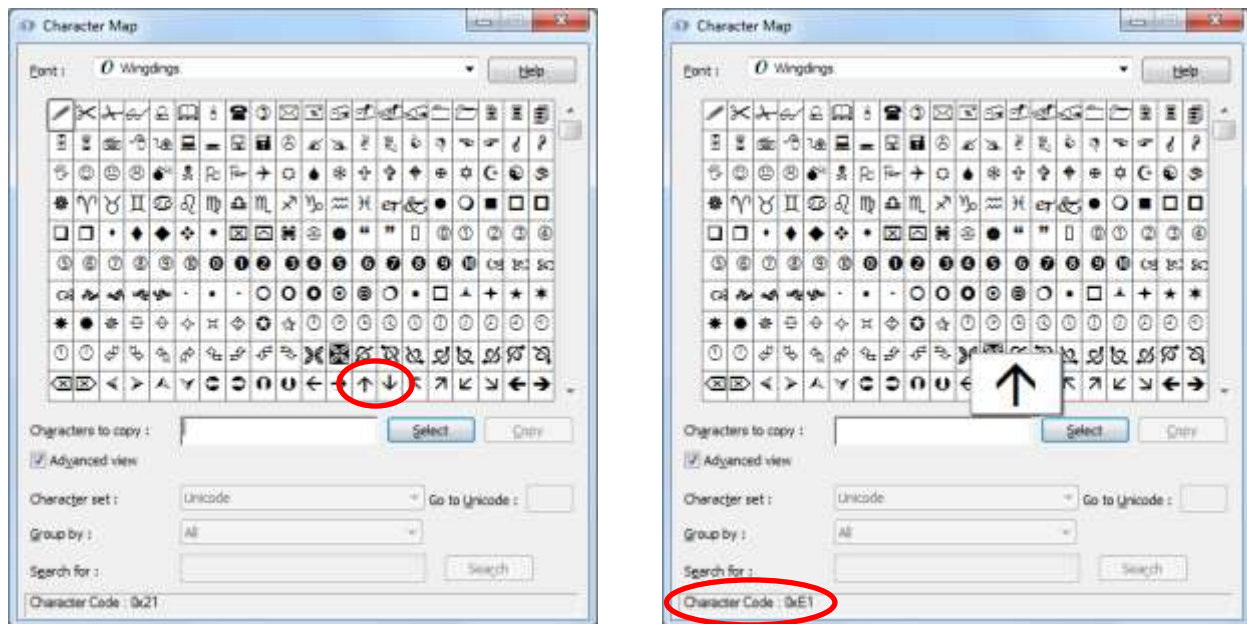 Character Map
Font : O Wingdings Help
Characters to copy : Select Copy
Advanced view
Character set : Unicode Go to Unicode :
Group by : All
Search for : Search
Character Code : 0x21
Character Map
Font : O Wingdings Help
Characters to copy : Select Copy
Advanced view
Character set : Unicode Go to Unicode :
Group by : All
Search for : Search
Character Code : 0xE1